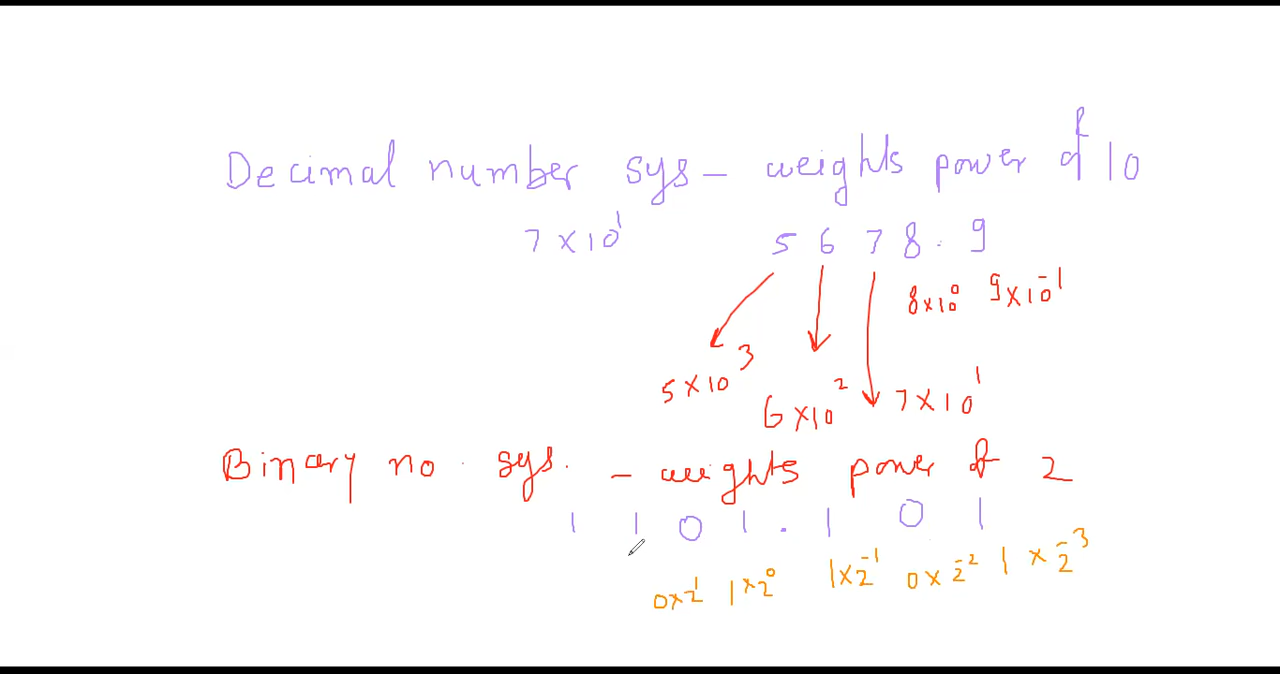 Decimal number sys – weights power of 10
7 × 10¹ 5 6 7 8 . 9
8×10⁰ 9×10⁻¹
5×10³ 6×10² 7×10¹
Binary no. sys. – weights power of 2
1 1 0 1 . 1 0 1
0×2¹ 1×2⁰ 1×2⁻¹ 0×2⁻² 1×2⁻³